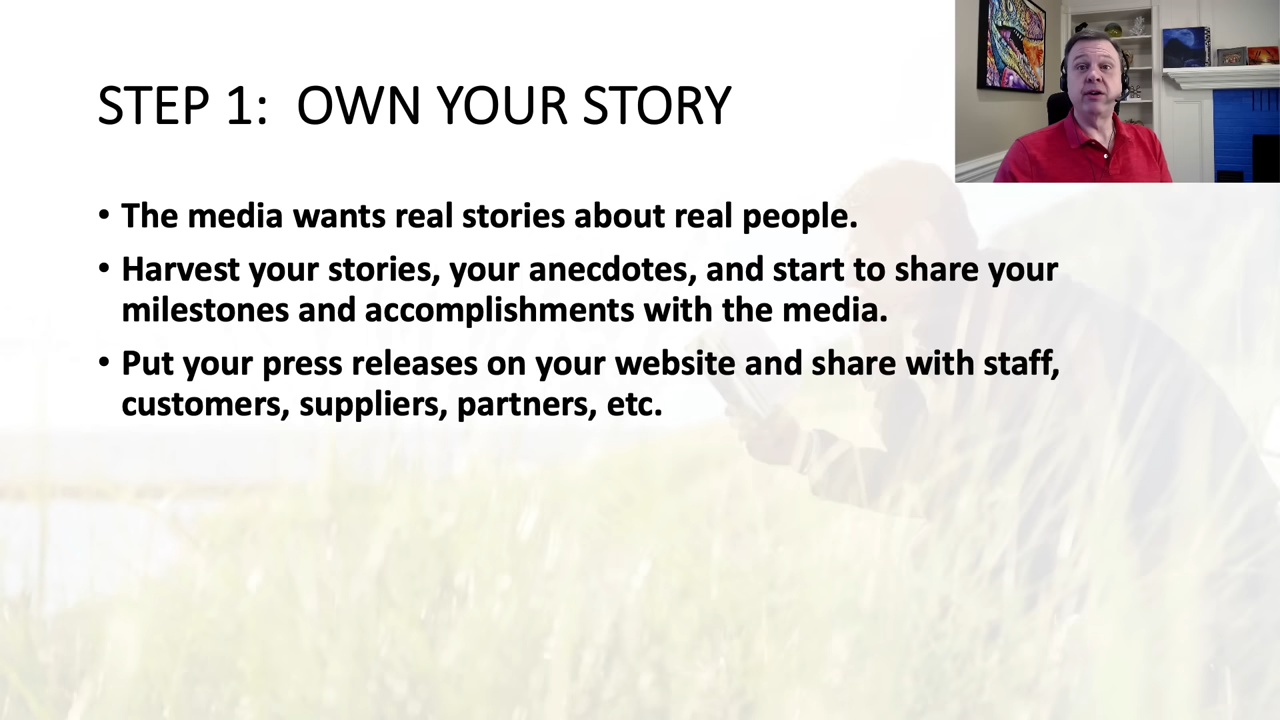 STEP 1: OWN YOUR STORY
• The media wants real stories about real people.
• Harvest your stories, your anecdotes, and start to share your
milestones and accomplishments with the media.
• Put your press releases on your website and share with staff,
customers, suppliers, partners, etc.